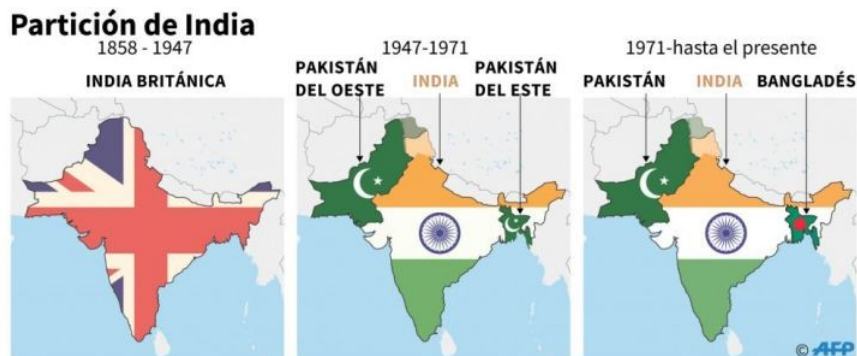 Partición de India
1858 - 1947
INDIA BRITÁNICA
1947-1971
PAKISTÁN
DEL OESTE
INDIA
PAKISTÁN
DEL ESTE
1971-hasta el presente
PAKISTÁN
INDIA
BANGLADÉS
© AFP